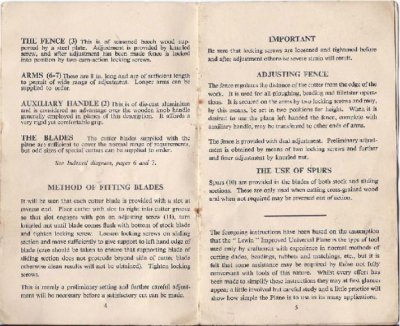 THE FENCE (3) This is of seasoned beech wood sup-
ported by a steel plate. Adjustment is provided by knurled
screw, and after adjustment has been made fence is locked
into position by two cam-action locking screws.
ARMS (6-7) These are 8 in. long and are of sufficient length
to permit of wide range of adjustment. Longer arms can be
supplied to order.
AUXILIARY HANDLE (2) This is of die-cast aluminium
and is considered an advantage over the wooden knob handle
generally employed in planes of this description. It affords a
very rigid yet comfortable grip.
THE BLADES The cutter blades supplied with the
plane are sufficient to cover the normal range of requirements,
but odd sizes of special cutters can be supplied to order.
See Indexed diagram, pages 6 and 7.
METHOD OF FITTING BLADES
It will be seen that each cutter blade is provided with a slot at
one end. Place cutter with slot to right into cutter groove
so that slot engages with pin on adjusting screw (18), turn
knurled nut until blade comes flush with bottom of stock blade
and tighten locking screw. Loosen locking screws on sliding
section and move sufficiently to give support to left hand edge of
blade (care should be taken to ensure that supporting blade of
sliding section does not protrude beyond side of cutter blade
otherwise clean results will not be obtained). Tighten locking
screws.
This is merely a preliminary setting and further careful adjust-
ment will be necessary before a satisfactory cut can be made.
4
IMPORTANT
Be sure that locking screws are loosened and tightened before
and after adjustment otherwise severe strain will result.
ADJUSTING FENCE
The fence regulates the distance of the cutter from the edge of the
work. It is used for all ploughing, beading and fillister opera-
tions. It is secured on the arms by two locking screws and may,
by this means, be set in two positions for height. When it is
desired to use the plane left handed the fence, complete with
auxiliary handle, may be transferred to other ends of arms.
The fence is provided with dual adjustment. Preliminary adjust-
ment is obtained by means of two locking screws and further
and finer adjustment by knurled nut.
THE USE OF SPURS
Spurs (10) are provided in the blades of both stock and sliding
sections. These are only used when cutting cross-grained wood
and when not required may be reversed out of action.
The foregoing instructions have been based on the assumption
that the " Lewin " Improved Universal Plane is the type of tool
used only by craftsmen with experience in normal methods of
cutting dadoes, beadings, rabbets and matchings, etc., but it is
felt that some assistance may be required by those not fully
conversant with tools of this nature. Whilst every effort has
been made to simplify these instructions they may at first glances
appear a little involved but careful study and a little practice will
show how simple the Plane is to use in its many applications.
5